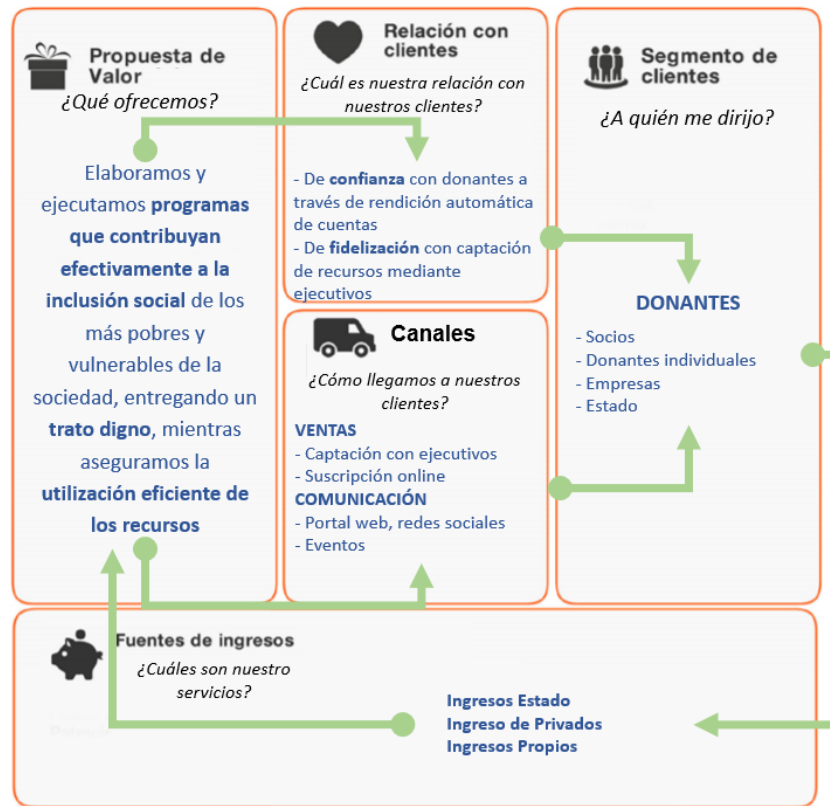 Propuesta de
Valor
¿Qué ofrecemos?
Elaboramos y
ejecutamos programas
que contribuyan
efectivamente a la
inclusión social de los
más pobres y
vulnerables de la
sociedad, entregando un
trato digno, mientras
aseguramos la
utilización eficiente de
los recursos
Relación con
clientes
¿Cuál es nuestra relación con
nuestros clientes?
- De confianza con donantes a
través de rendición automática
de cuentas
- De fidelización con captación
de recursos mediante
ejecutivos
Canales
¿Cómo llegamos a nuestros
clientes?
VENTAS
- Captación con ejecutivos
- Suscripción online
COMUNICACIÓN
- Portal web, redes sociales
- Eventos
Segmento de
clientes
¿A quién me dirijo?
DONANTES
- Socios
- Donantes individuales
- Empresas
- Estado
Fuentes de ingresos
¿Cuáles son nuestro
servicios?
Ingresos Estado
Ingreso de Privados
Ingresos Propios